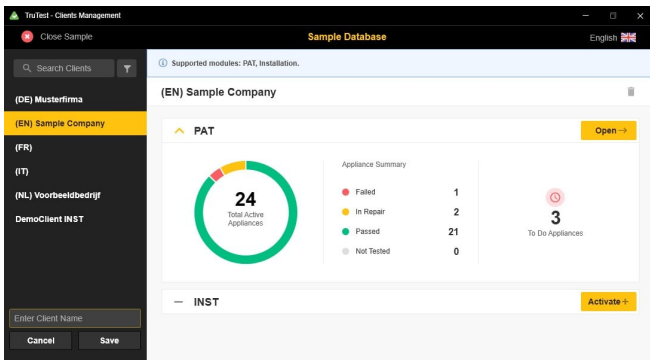 TruTest - Clients Management
Close Sample
Sample Database
English
Search Clients
Supported modules: PAT, Installation.
(DE) Musterfirma
(EN) Sample Company
(FR)
(IT)
(NL) Voorbeeldbedrijf
DemoClient INST
Enter Client Name
Cancel Save
(EN) Sample Company
PAT
Open
24
Total Active
Appliances
Appliance Summary
Failed 1
In Repair 2
Passed 21
Not Tested 0
3
To Do Appliances
INST
Activate +